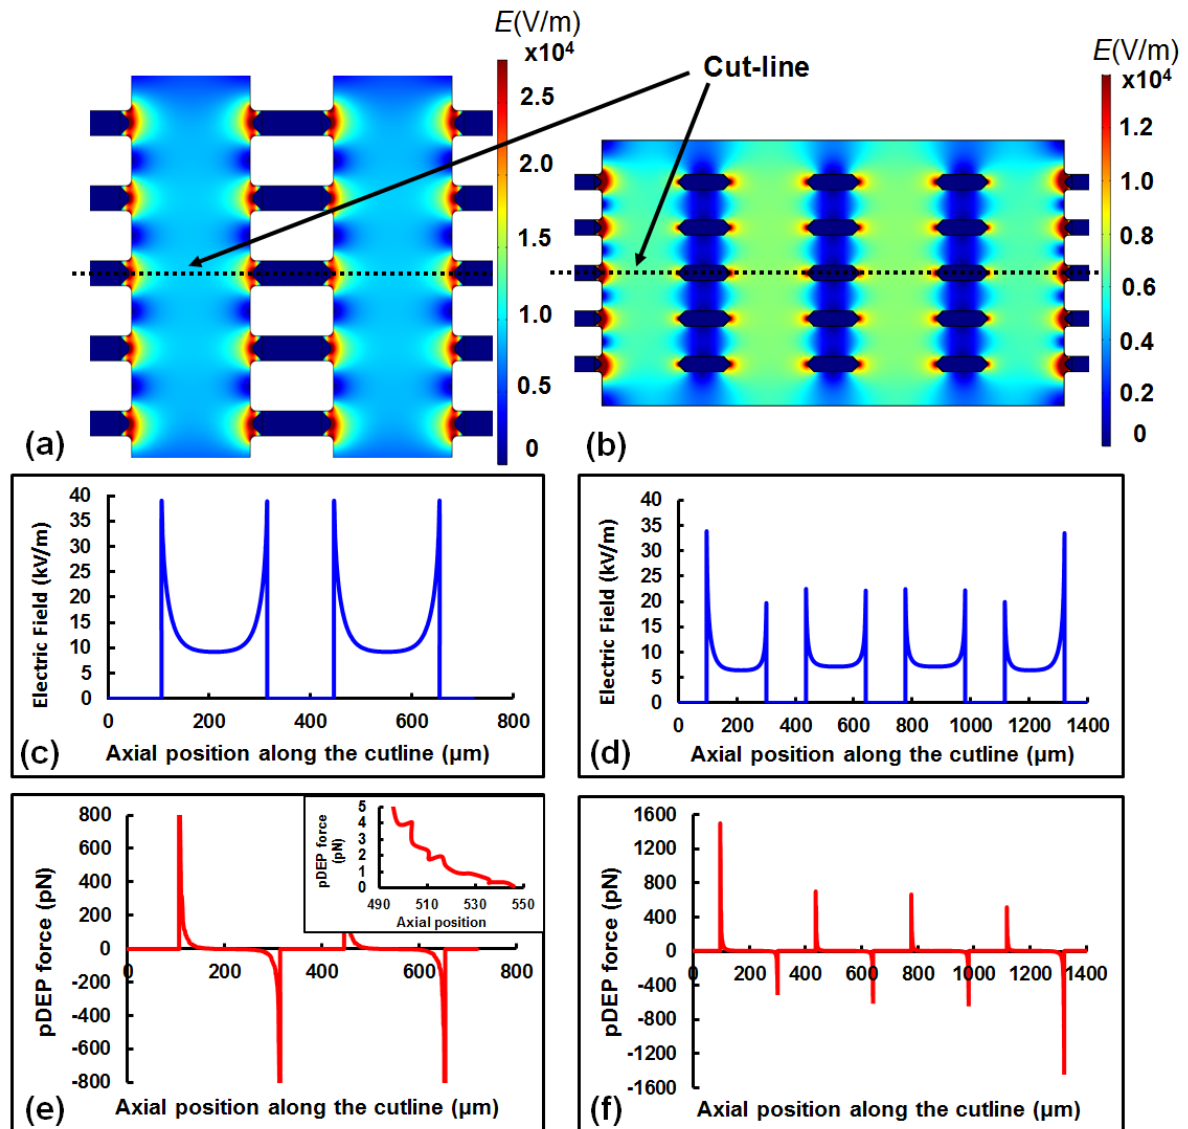 E(V/m)
x10⁴
2.5
2.0
1.5
1.0
0.5
0
Cut-line
E(V/m)
x10⁴
1.2
1.0
0.8
0.6
0.4
0.2
0
(a)
(b)
40
35
30
25
20
15
10
5
0
Electric Field (kV/m)
0 200 400 600 800
Axial position along the cutline (µm)
(c)
40
35
30
25
20
15
10
5
0
Electric Field (kV/m)
0 200 400 600 800 1000 1200 1400
Axial position along the cutline (µm)
(d)
800
600
400
200
0
-200
-400
-600
-800
pDEP force (pN)
0 200 400 600 800
Axial position along the cutline (µm)
(e)
5
4
3
2
1
0
pDEP force
(pN)
490 510 530 550
Axial position
1600
1200
800
400
0
-400
-800
-1200
-1600
pDEP force (pN)
0 200 400 600 800 1000 1200 1400
Axial position along the cutline (µm)
(f)